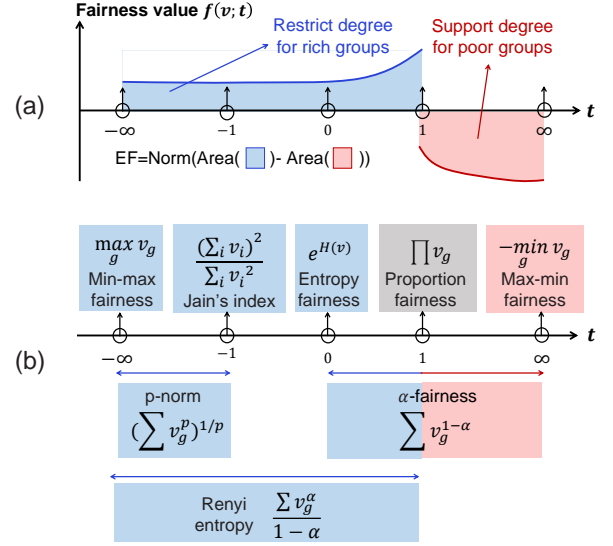 Fairness value f(v; t)
Restrict degree
for rich groups
Support degree
for poor groups
(a)
−∞ −1 0 1 ∞ t
EF=Norm(Area( )- Area( ))
max_g v_g
Min-max
fairness
(∑_i v_i)^2 / ∑_i v_i^2
Jain's index
e^{H(v)}
Entropy
fairness
∏ v_g
Proportion
fairness
−min_g v_g
Max-min
fairness
−∞ −1 0 1 ∞ t
(b)
p-norm
(∑ v_g^p)^{1/p}
α-fairness
∑ v_g^{1−α}
Renyi
entropy
∑ v_g^α / 1 − α